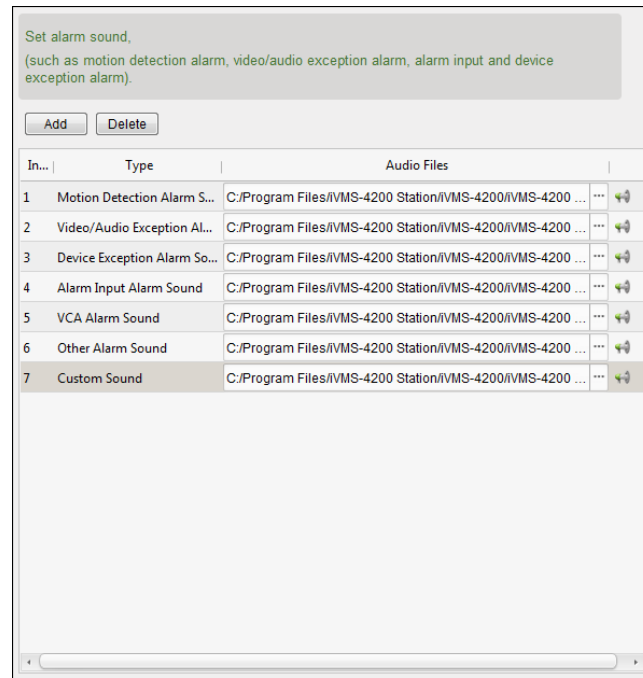 Set alarm sound,
(such as motion detection alarm, video/audio exception alarm, alarm input and device
exception alarm).
Add Delete
In... Type Audio Files
1 Motion Detection Alarm S... C:/Program Files/iVMS-4200 Station/iVMS-4200/iVMS-4200 ... ...
2 Video/Audio Exception Al... C:/Program Files/iVMS-4200 Station/iVMS-4200/iVMS-4200 ... ...
3 Device Exception Alarm So... C:/Program Files/iVMS-4200 Station/iVMS-4200/iVMS-4200 ... ...
4 Alarm Input Alarm Sound C:/Program Files/iVMS-4200 Station/iVMS-4200/iVMS-4200 ... ...
5 VCA Alarm Sound C:/Program Files/iVMS-4200 Station/iVMS-4200/iVMS-4200 ... ...
6 Other Alarm Sound C:/Program Files/iVMS-4200 Station/iVMS-4200/iVMS-4200 ... ...
7 Custom Sound C:/Program Files/iVMS-4200 Station/iVMS-4200/iVMS-4200 ... ...